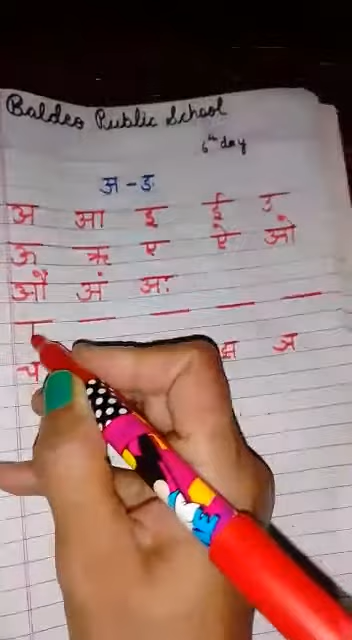 Baldeo Public School
6th day
अ - ङ
अ आ इ ई उ
ऊ ऋ ए ऐ ओ
औ अं अः
च झ ञ